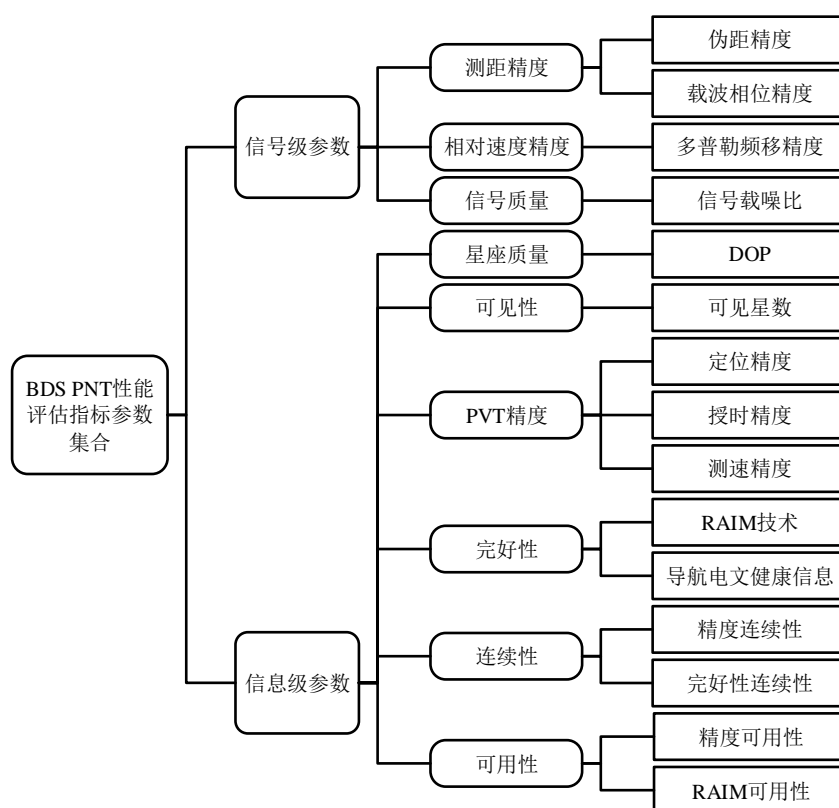 BDS PNT性能
评估指标参数
集合
信号级参数
测距精度
伪距精度
载波相位精度
相对速度精度
多普勒频移精度
信号质量
信号载噪比
信息级参数
星座质量
DOP
可见性
可见星数
PVT精度
定位精度
授时精度
测速精度
完好性
RAIM技术
导航电文健康信息
连续性
精度连续性
完好性连续性
可用性
精度可用性
RAIM可用性